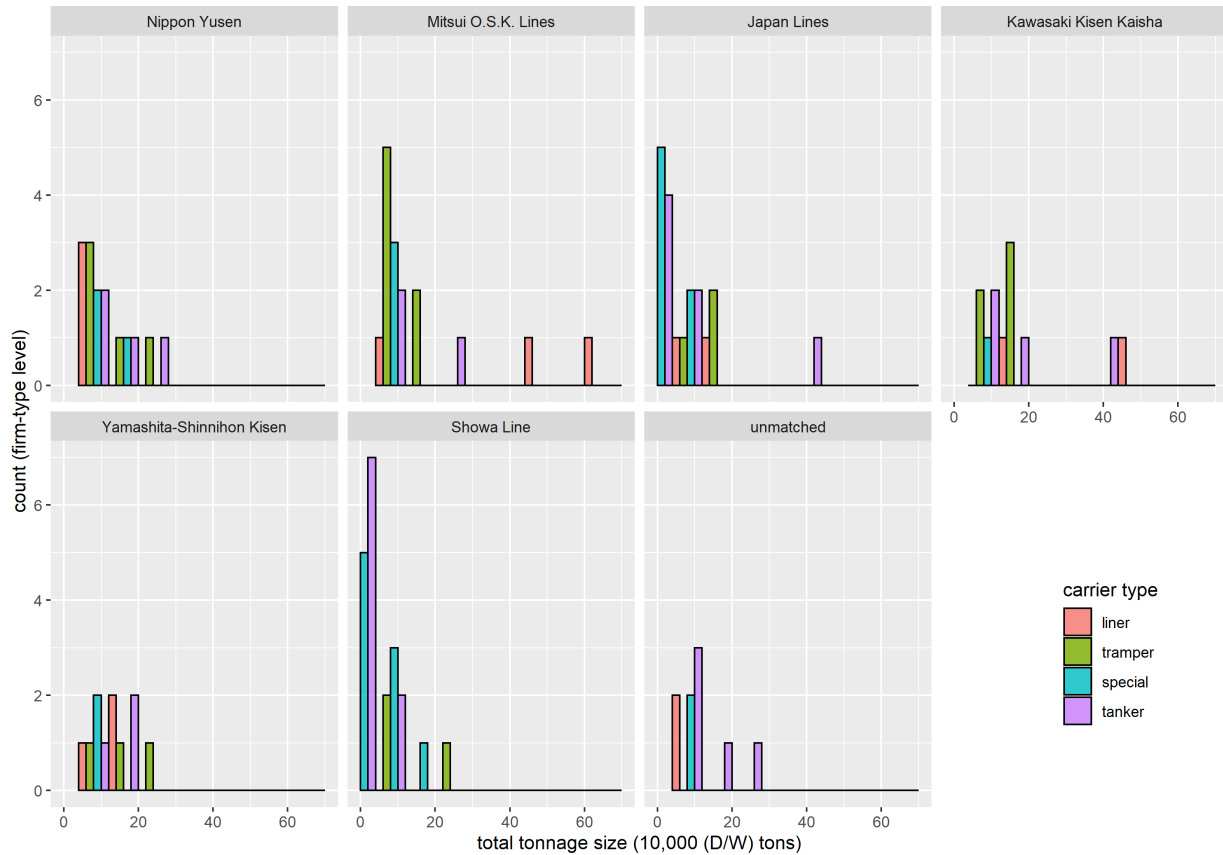 Nippon Yusen
Mitsui O.S.K. Lines
Japan Lines
Kawasaki Kisen Kaisha
6
4
2
0
0 20 40 60
Yamashita-Shinnihon Kisen
Showa Line
unmatched
6
4
2
0
0 20 40 60
0 20 40 60
0 20 40 60
count (firm-type level)
total tonnage size (10,000 (D/W) tons)
carrier type
liner
tramper
special
tanker